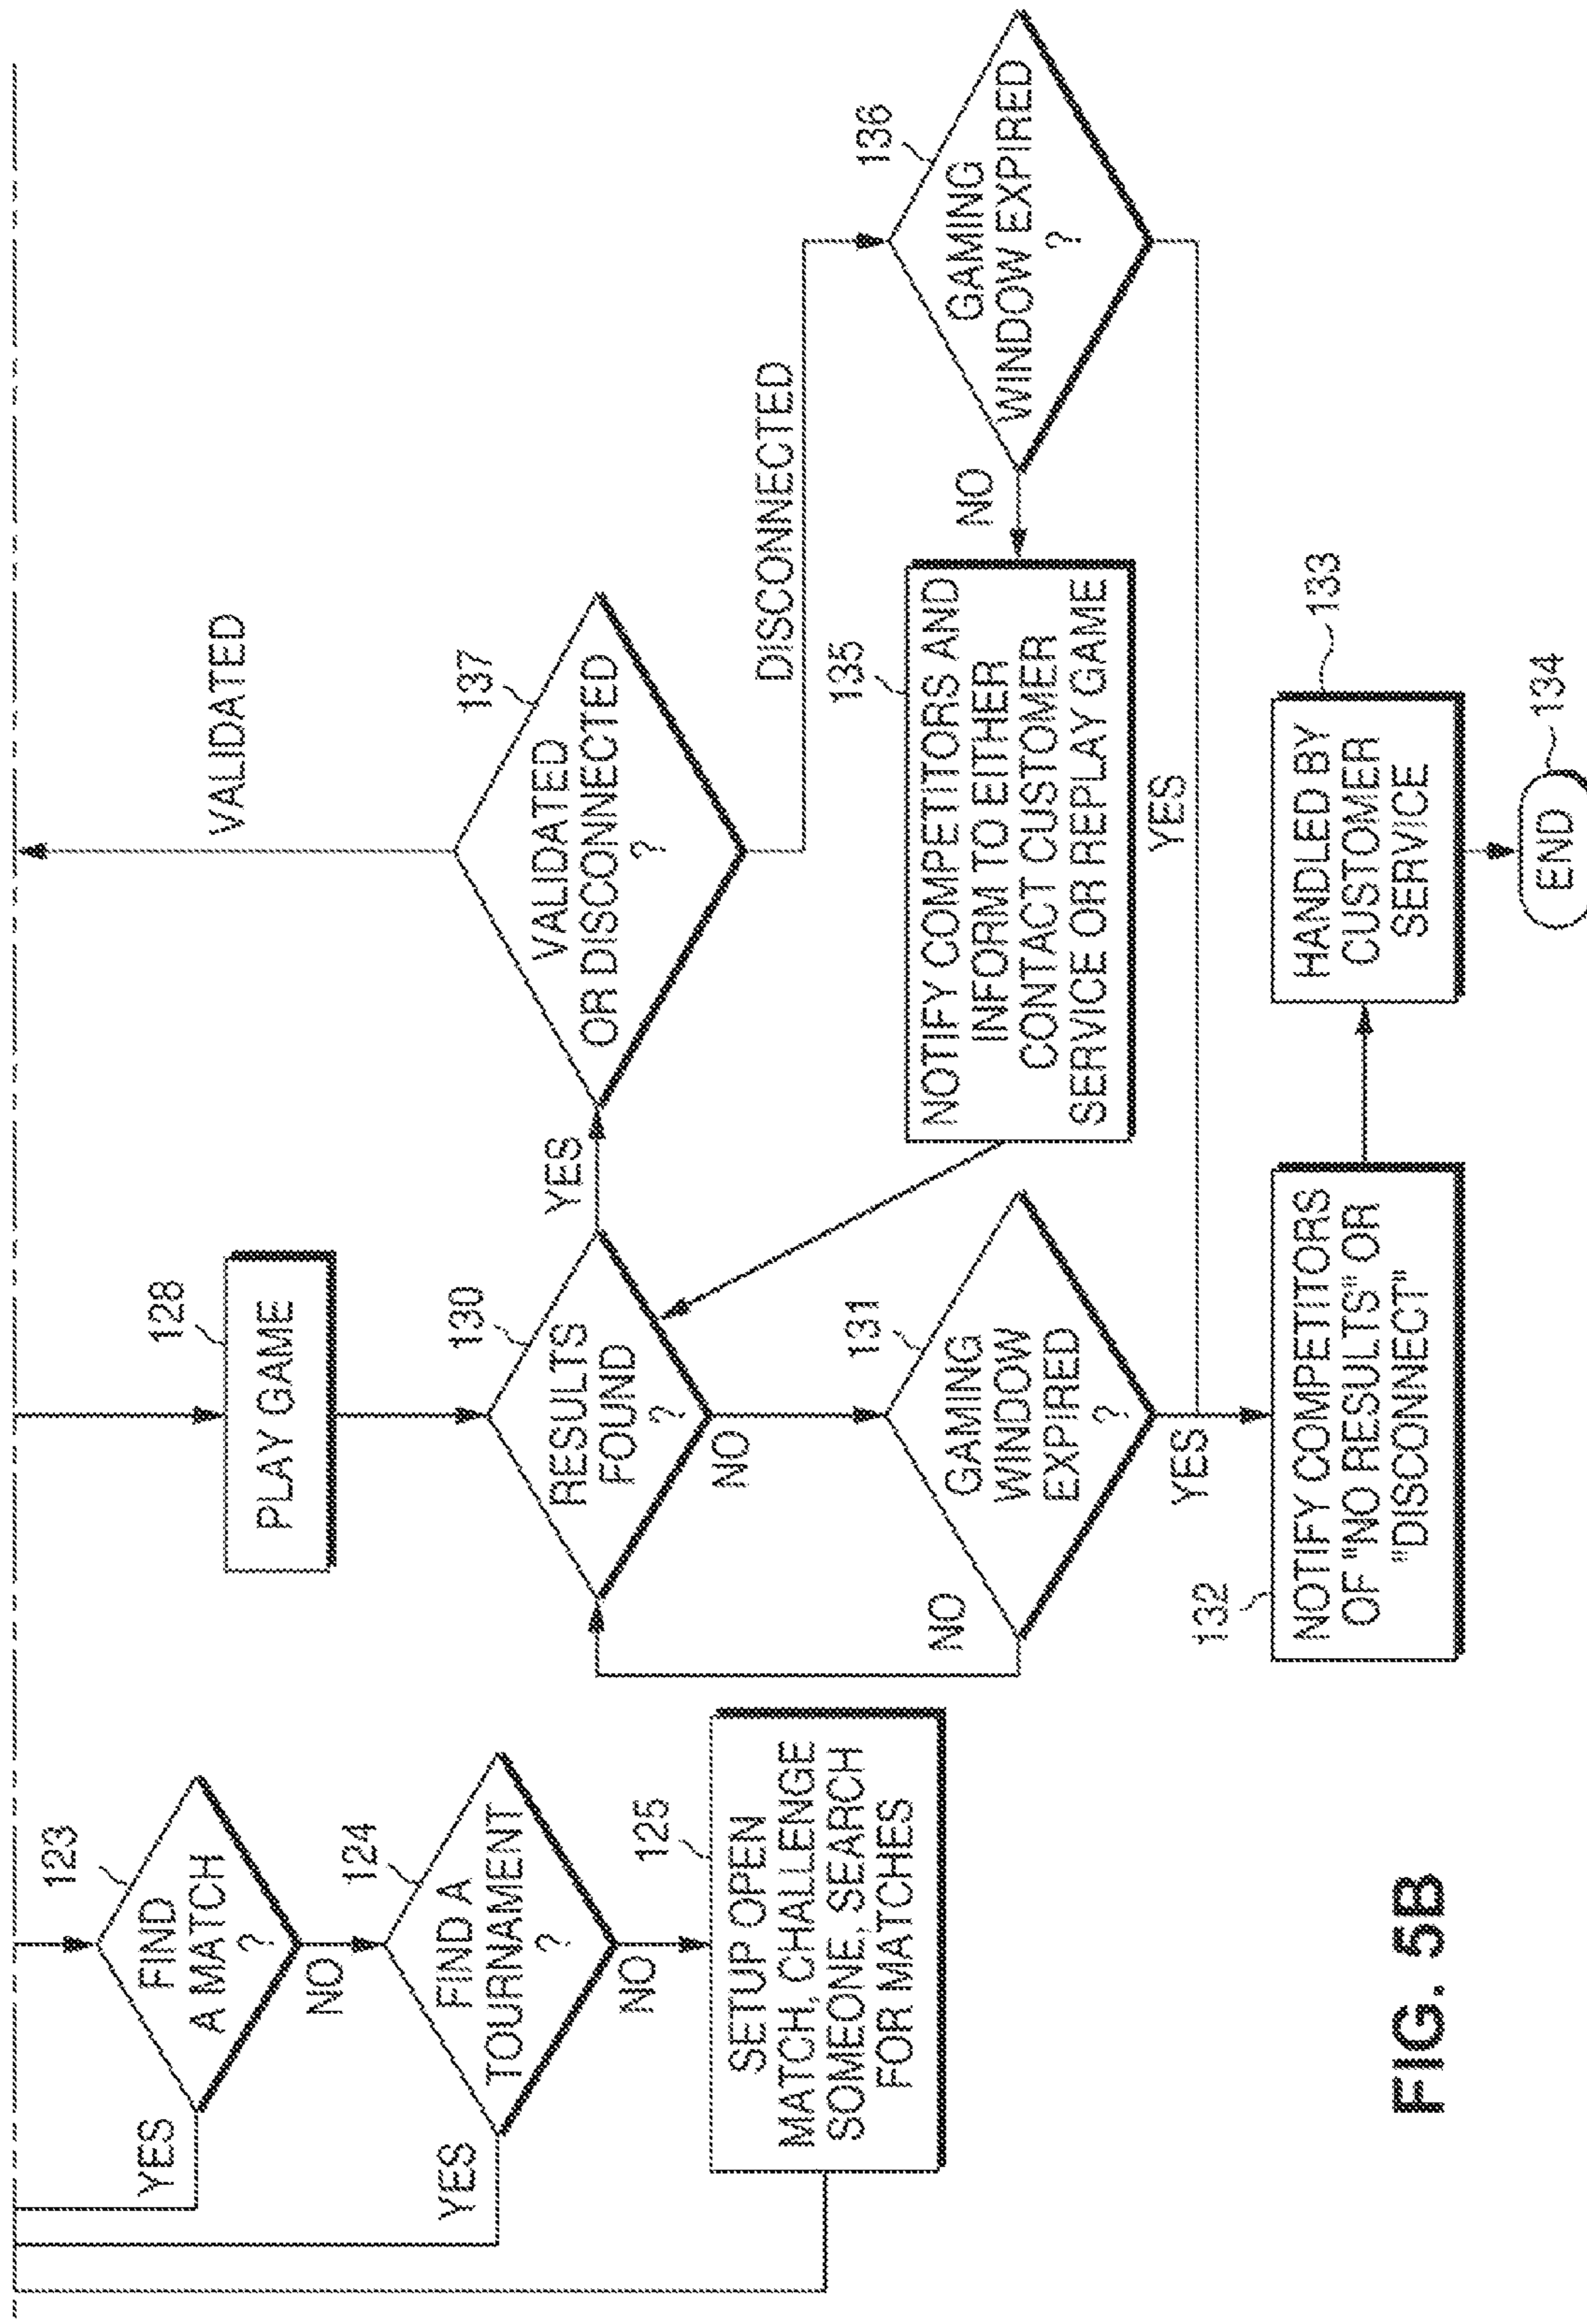 123
FIND
A MATCH
?
YES
NO
124
FIND A
TOURNAMENT
?
YES
NO
125
SETUP OPEN
MATCH, CHALLENGE
SOMEONE, SEARCH
FOR MATCHES
128
PLAY GAME
130
RESULTS
FOUND
?
YES
NO
131
GAMING
WINDOW
EXPIRED
?
NO
YES
132
NOTIFY COMPETITORS
OF "NO RESULTS" OR
"DISCONNECT"
133
HANDLED BY
CUSTOMER
SERVICE
134
END
VALIDATED
137
VALIDATED
OR DISCONNECTED
?
DISCONNECTED
136
GAMING
WINDOW EXPIRED
?
NO
YES
135
NOTIFY COMPETITORS AND
INFORM TO EITHER
CONTACT CUSTOMER
SERVICE OR REPLAY GAME
FIG. 5B